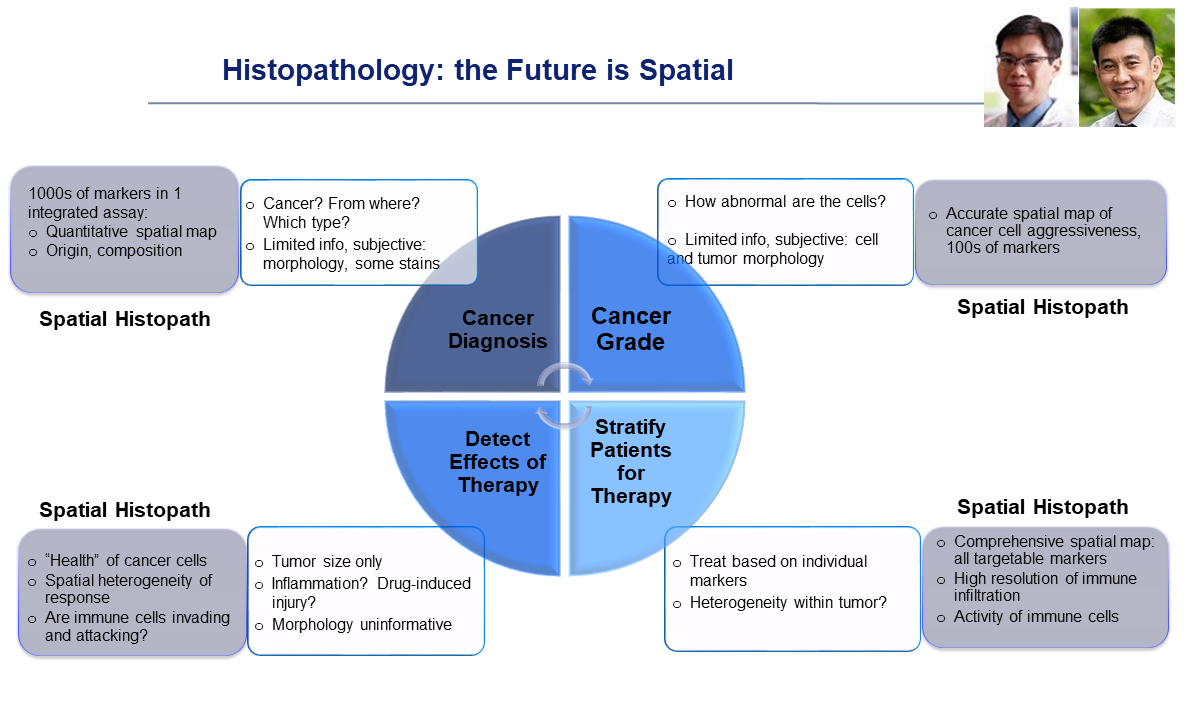 Histopathology: the Future is Spatial
1000s of markers in 1
integrated assay:
o Quantitative spatial map
o Origin, composition
Spatial Histopath
o Cancer? From where?
Which type?
o Limited info, subjective:
morphology, some stains
o How abnormal are the cells?
o Limited info, subjective: cell
and tumor morphology
o Accurate spatial map of
cancer cell aggressiveness,
100s of markers
Spatial Histopath
Cancer
Diagnosis
Cancer
Grade
Detect
Effects of
Therapy
Stratify
Patients
for
Therapy
Spatial Histopath
o “Health” of cancer cells
o Spatial heterogeneity of
response
o Are immune cells invading
and attacking?
o Tumor size only
o Inflammation? Drug-induced
injury?
o Morphology uninformative
o Treat based on individual
markers
o Heterogeneity within tumor?
Spatial Histopath
o Comprehensive spatial map:
all targetable markers
o High resolution of immune
infiltration
o Activity of immune cells